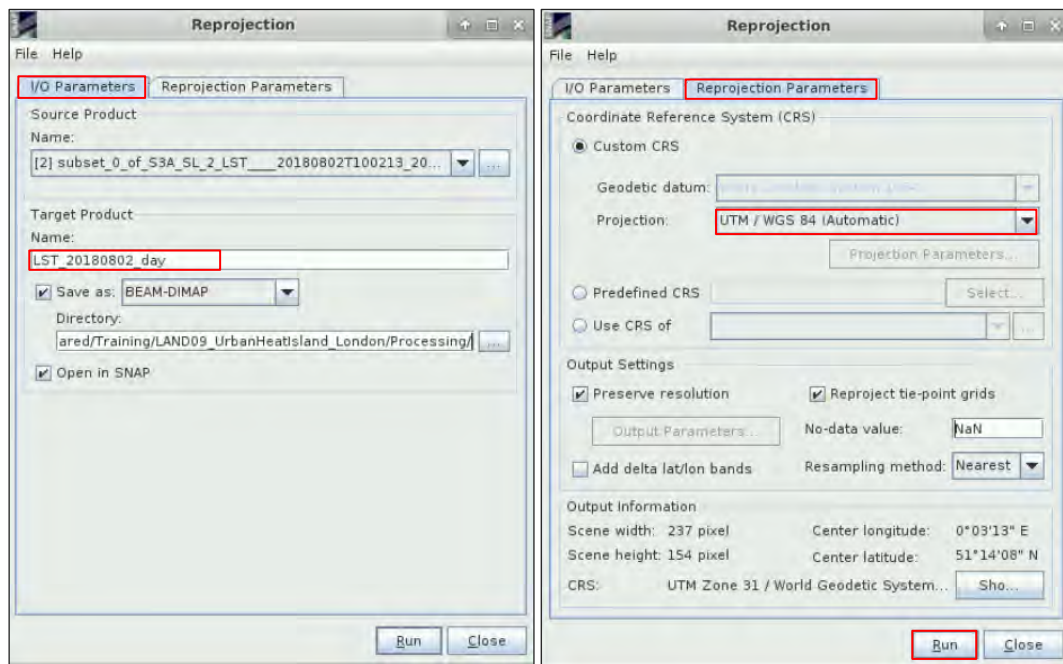 Reprojection
File Help
I/O Parameters Reprojection Parameters
Source Product
Name:
[2] subset_0_of_S3A_SL_2_LST____20180802T100213_20... ...
Target Product
Name:
LST_20180802_day
Save as: BEAM-DIMAP
Directory:
ared/Training/LAND09_UrbanHeatIsland_London/Processing/ ...
Open in SNAP
Run Close
Reprojection
File Help
I/O Parameters Reprojection Parameters
Coordinate Reference System (CRS)
Custom CRS
Geodetic datum:
Projection: UTM / WGS 84 (Automatic)
Projection Parameters...
Predefined CRS Select...
Use CRS of ...
Output Settings
Preserve resolution Reproject tie-point grids
Output Parameters... No-data value: NaN
Add delta lat/lon bands Resampling method: Nearest
Output Information
Scene width: 237 pixel Center longitude: 0°03'13" E
Scene height: 154 pixel Center latitude: 51°14'08" N
CRS: UTM Zone 31 / World Geodetic System... Sho...
Run Close